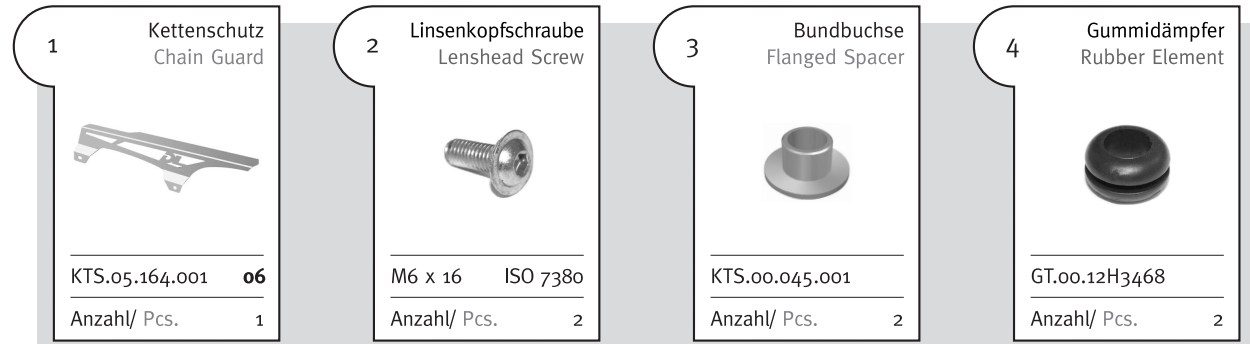 1
Kettenschutz
Chain Guard
KTS.05.164.001 06
Anzahl/ Pcs. 1
2
Linsenkopfschraube
Lenshead Screw
M6 x 16 ISO 7380
Anzahl/ Pcs. 2
3
Bundbuchse
Flanged Spacer
KTS.00.045.001
Anzahl/ Pcs. 2
4
Gummidämpfer
Rubber Element
GT.00.12H3468
Anzahl/ Pcs. 2